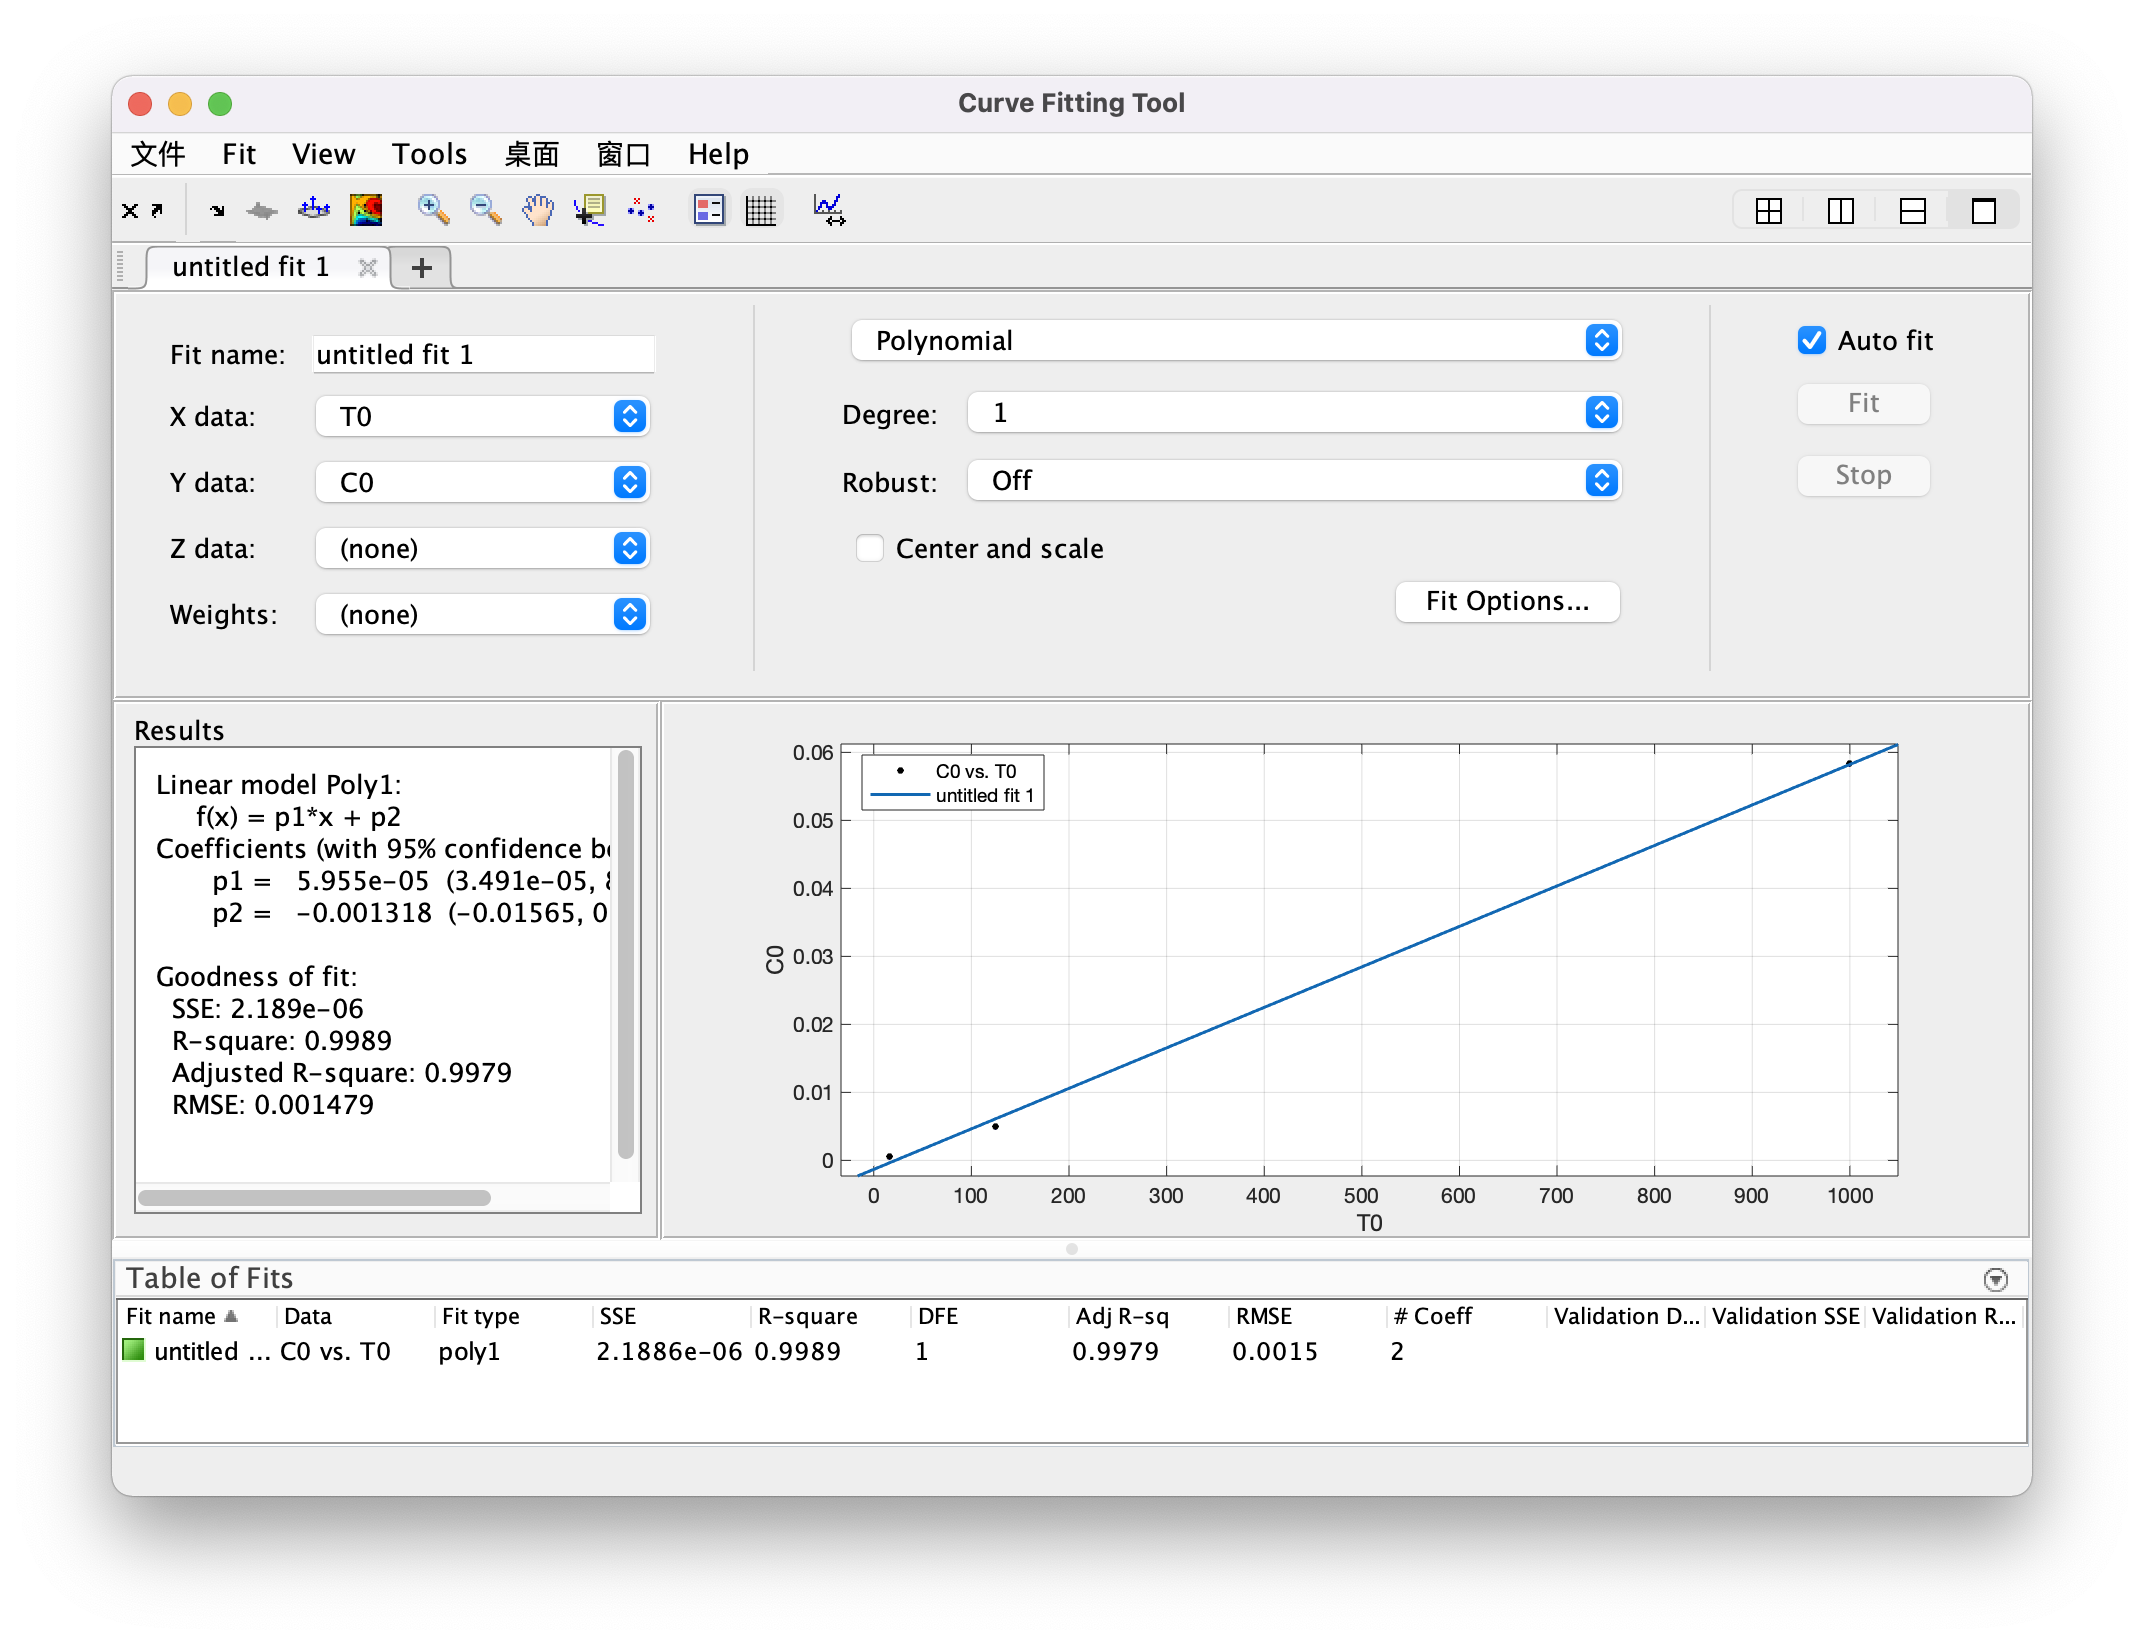 Curve Fitting Tool
文件 Fit View Tools 桌面 窗口 Help
untitled fit 1
Fit name: untitled fit 1
X data: T0
Y data: C0
Z data: (none)
Weights: (none)
Polynomial
Degree: 1
Robust: Off
Center and scale
Fit Options...
Auto fit
Fit
Stop
Results
Linear model Poly1:
f(x) = p1*x + p2
Coefficients (with 95% confidence
p1 = 5.955e-05 (3.491e-05,
p2 = -0.001318 (-0.01565, 0
Goodness of fit:
SSE: 2.189e-06
R-square: 0.9989
Adjusted R-square: 0.9979
RMSE: 0.001479
C0 vs. T0
untitled fit 1
0.06
0.05
0.04
0.03
0.02
0.01
0
C0
0 100 200 300 400 500 600 700 800 900 1000
T0
Table of Fits
Fit name Data Fit type SSE R-square DFE Adj R-sq RMSE # Coeff Validation D... Validation SSE Validation R...
untitled ... C0 vs. T0 poly1 2.1886e-06 0.9989 1 0.9979 0.0015 2